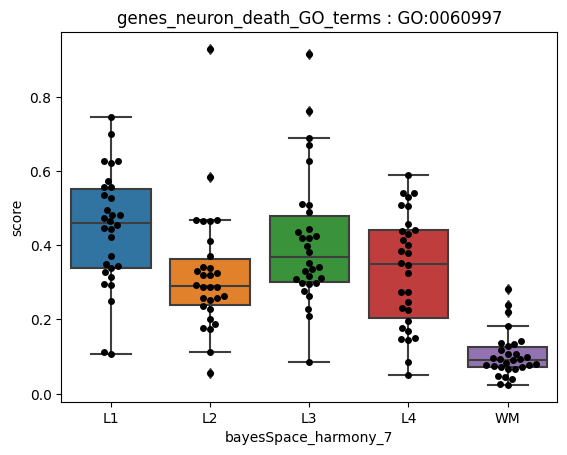 genes_neuron_death_GO_terms : GO:0060997
score
0.8
0.6
0.4
0.2
0.0
L1 L2 L3 L4 WM
bayesSpace_harmony_7